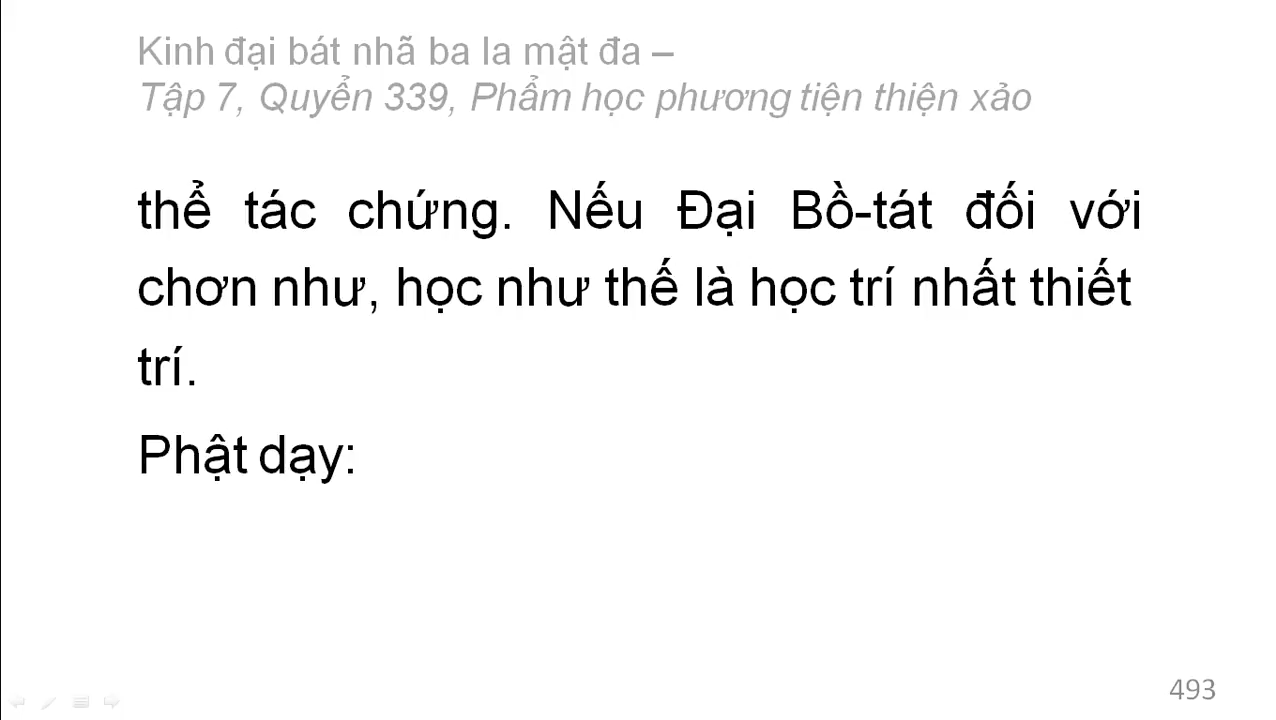 Kinh đại bát nhã ba la mật đa –
Tập 7, Quyển 339, Phẩm học phương tiện thiện xảo
thể tác chứng. Nếu Đại Bồ-tát đối với
chơn như, học như thế là học trí nhất thiết
trí.
Phật dạy:
493